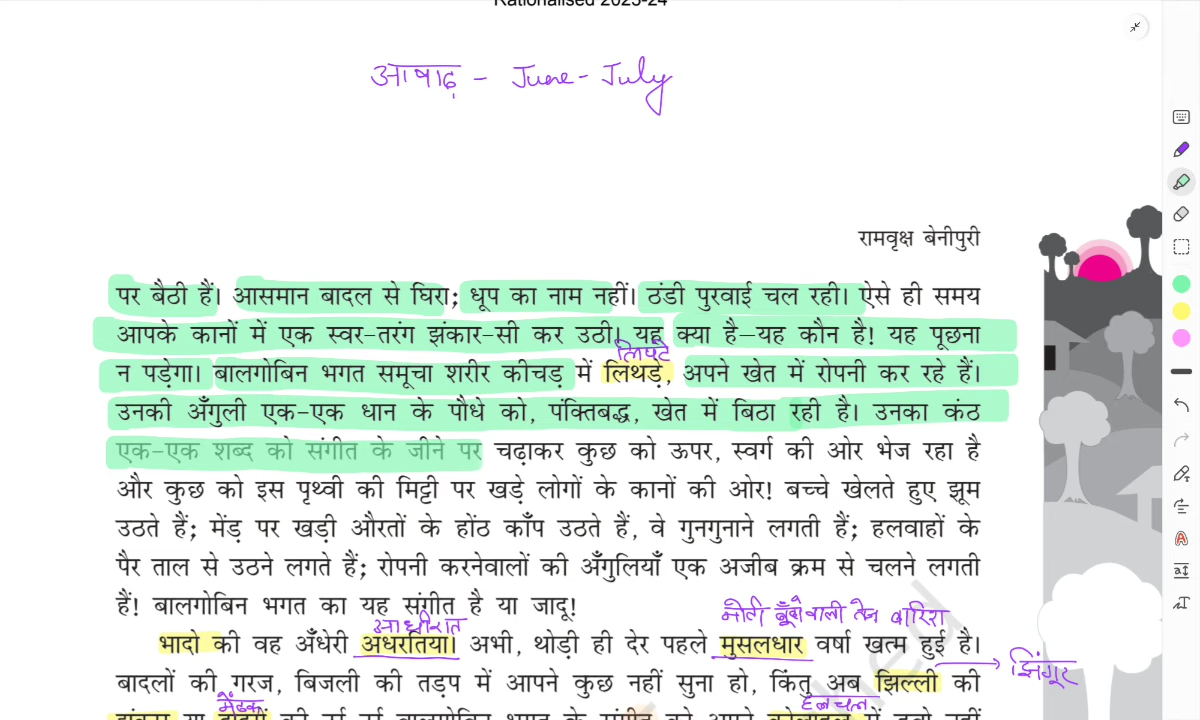 Rationalised 2023-24
आषाढ़ - June - July
रामवृक्ष बेनीपुरी
पर बैठी हैं। आसमान बादल से घिरा; धूप का नाम नहीं। ठंडी पुरवाई चल रही। ऐसे ही समय
आपके कानों में एक स्वर-तरंग झंकार-सी कर उठी। यह क्या है-यह कौन है! यह पूछना
लिपटे
न पड़ेगा। बालगोबिन भगत समूचा शरीर कीचड़ में लिथड़े, अपने खेत में रोपनी कर रहे हैं।
उनकी अँगुली एक-एक धान के पौधे को, पंक्तिबद्ध, खेत में बिठा रही है। उनका कंठ
एक-एक शब्द को संगीत के जीने पर चढ़ाकर कुछ को ऊपर, स्वर्ग की ओर भेज रहा है
और कुछ को इस पृथ्वी की मिट्टी पर खड़े लोगों के कानों की ओर! बच्चे खेलते हुए झूम
उठते हैं; मेंड़ पर खड़ी औरतों के होंठ काँप उठते हैं, वे गुनगुनाने लगती हैं; हलवाहों के
पैर ताल से उठने लगते हैं; रोपनी करनेवालों की अँगुलियाँ एक अजीब क्रम से चलने लगती
हैं! बालगोबिन भगत का यह संगीत है या जादू!
आधीरात मोटी बूँदोवाली तेज बारिश
भादो की वह अँधेरी अधरतिया। अभी, थोड़ी ही देर पहले मुसलधार वर्षा खत्म हुई है।
झिंगूर
बादलों की गरज, बिजली की तड़प में आपने कुछ नहीं सुना हो, किंतु अब झिल्ली की
मेंढक हलचल